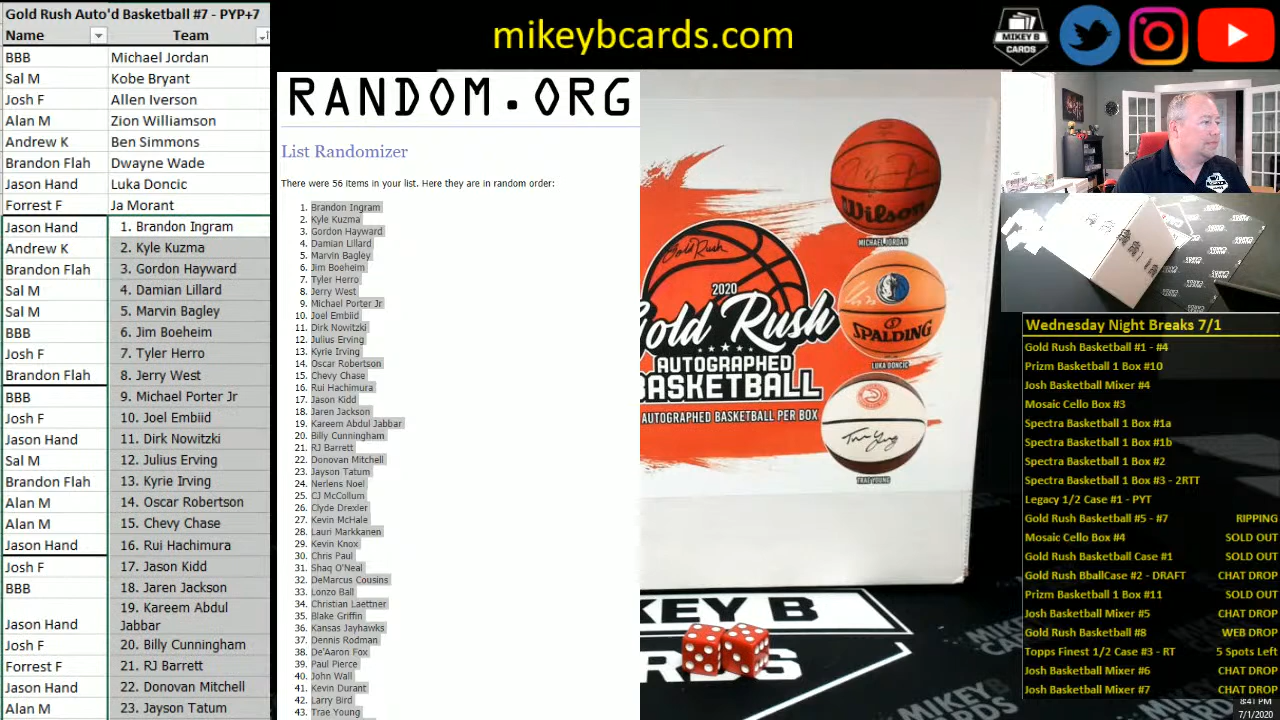 Gold Rush Auto'd Basketball #7 - PYP+7
Name Team
BBB Michael Jordan
Sal M Kobe Bryant
Josh F Allen Iverson
Alan M Zion Williamson
Andrew K Ben Simmons
Brandon Flah Dwayne Wade
Jason Hand Luka Doncic
Forrest F Ja Morant
Jason Hand 1. Brandon Ingram
Andrew K 2. Kyle Kuzma
Brandon Flah 3. Gordon Hayward
Sal M 4. Damian Lillard
Sal M 5. Marvin Bagley
BBB 6. Jim Boeheim
Josh F 7. Tyler Herro
Brandon Flah 8. Jerry West
BBB 9. Michael Porter Jr
Josh F 10. Joel Embiid
Jason Hand 11. Dirk Nowitzki
Sal M 12. Julius Erving
Brandon Flah 13. Kyrie Irving
Alan M 14. Oscar Robertson
Alan M 15. Chevy Chase
Jason Hand 16. Rui Hachimura
Josh F 17. Jason Kidd
BBB 18. Jaren Jackson
Jason Hand 19. Kareem Abdul
Jabbar
Josh F 20. Billy Cunningham
Forrest F 21. RJ Barrett
Jason Hand 22. Donovan Mitchell
Alan M 23. Jayson Tatum
mikeybcards.com
MIKEY B
CARDS
RANDOM.ORG
List Randomizer
There were 56 items in your list. Here they are in random order:
1. Brandon Ingram
2. Kyle Kuzma
3. Gordon Hayward
4. Damian Lillard
5. Marvin Bagley
6. Jim Boeheim
7. Tyler Herro
8. Jerry West
9. Michael Porter Jr
10. Joel Embiid
11. Dirk Nowitzki
12. Julius Erving
13. Kyrie Irving
14. Oscar Robertson
15. Chevy Chase
16. Rui Hachimura
17. Jason Kidd
18. Jaren Jackson
19. Kareem Abdul Jabbar
20. Billy Cunningham
21. RJ Barrett
22. Donovan Mitchell
23. Jayson Tatum
24. Nerlens Noel
25. CJ McCollum
26. Clyde Drexler
27. Kevin McHale
28. Lauri Markkanen
29. Kevin Knox
30. Chris Paul
31. Shaq O'Neal
32. DeMarcus Cousins
33. Lonzo Ball
34. Christian Laettner
35. Blake Griffin
36. Kansas Jayhawks
37. Dennis Rodman
38. De'Aaron Fox
39. Paul Pierce
40. John Wall
41. Kevin Durant
42. Larry Bird
43. Trae Young
Wilson
MICHAEL JORDAN
SPALDING
LUKA DONCIC
TRAE YOUNG
Gold Rush
2020
Gold Rush
AUTOGRAPHED
BASKETBALL
AUTOGRAPHED BASKETBALL PER BOX
KEY B
Wednesday Night Breaks 7/1
Gold Rush Basketball #1 - #4
Prizm Basketball 1 Box #10
Josh Basketball Mixer #4
Mosaic Cello Box #3
Spectra Basketball 1 Box #1a
Spectra Basketball 1 Box #1b
Spectra Basketball 1 Box #2
Spectra Basketball 1 Box #3 - 2RTT
Legacy 1/2 Case #1 - PYT
Gold Rush Basketball #5 - #7 RIPPING
Mosaic Cello Box #4 SOLD OUT
Gold Rush Basketball Case #1 SOLD OUT
Gold Rush BballCase #2 - DRAFT CHAT DROP
Prizm Basketball 1 Box #11 SOLD OUT
Josh Basketball Mixer #5 CHAT DROP
Gold Rush Basketball #8 WEB DROP
Topps Finest 1/2 Case #3 - RT 5 Spots Left
Josh Basketball Mixer #6 CHAT DROP
Josh Basketball Mixer #7 CHAT DROP
8:41 PM
7/1/2020